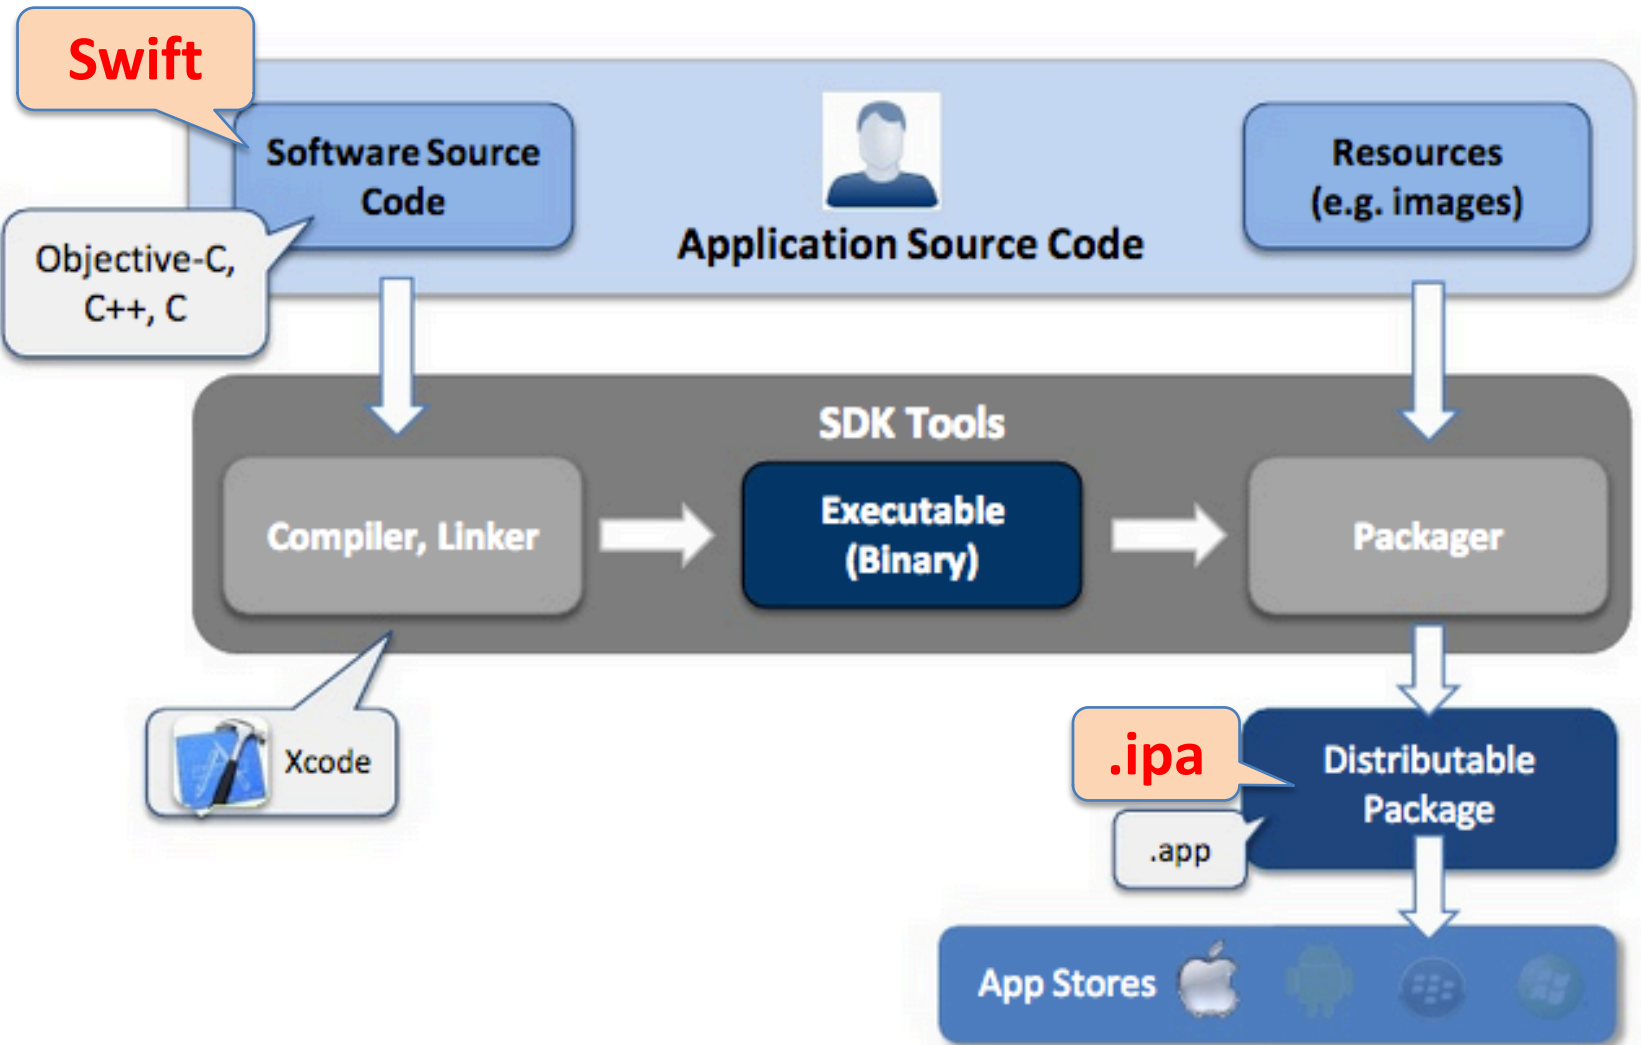 Swift
Software Source
Code
Resources
(e.g. images)
Application Source Code
Objective-C,
C++, C
SDK Tools
Compiler, Linker
Executable
(Binary)
Packager
Xcode
.ipa
Distributable
Package
.app
App Stores